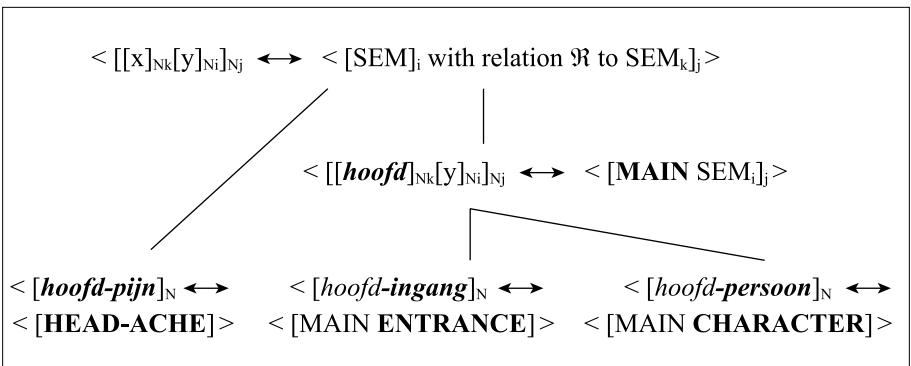 < [[x]Nk[y]Ni]Nj ↔ < [SEM]i with relation ℜ to SEMk]j >
< [[hoofd]Nk[y]Ni]Nj ↔ < [MAIN SEMi]j >
< [hoofd-pijn]N ↔ < [hoofd-ingang]N ↔ < [hoofd-persoon]N ↔
< [HEAD-ACHE] > < [MAIN ENTRANCE] > < [MAIN CHARACTER] >